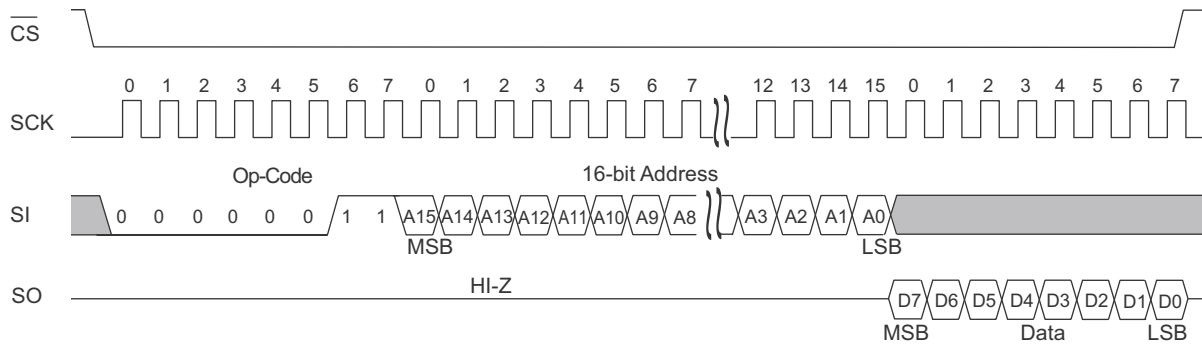 CS
0 1 2 3 4 5 6 7 0 1 2 3 4 5 6 7 12 13 14 15 0 1 2 3 4 5 6 7
SCK
Op-Code 16-bit Address
SI 0 0 0 0 0 0 1 1 A15 A14 A13 A12 A11 A10 A9 A8 A3 A2 A1 A0
MSB LSB
HI-Z
SO D7 D6 D5 D4 D3 D2 D1 D0
MSB Data LSB